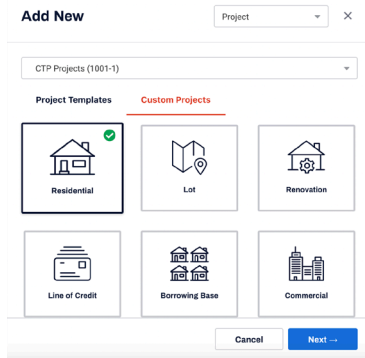 Add New
Project
CTP Projects (1001-1)
Project Templates
Custom Projects
Residential
Lot
Renovation
Line of Credit
Borrowing Base
Commercial
Cancel
Next →